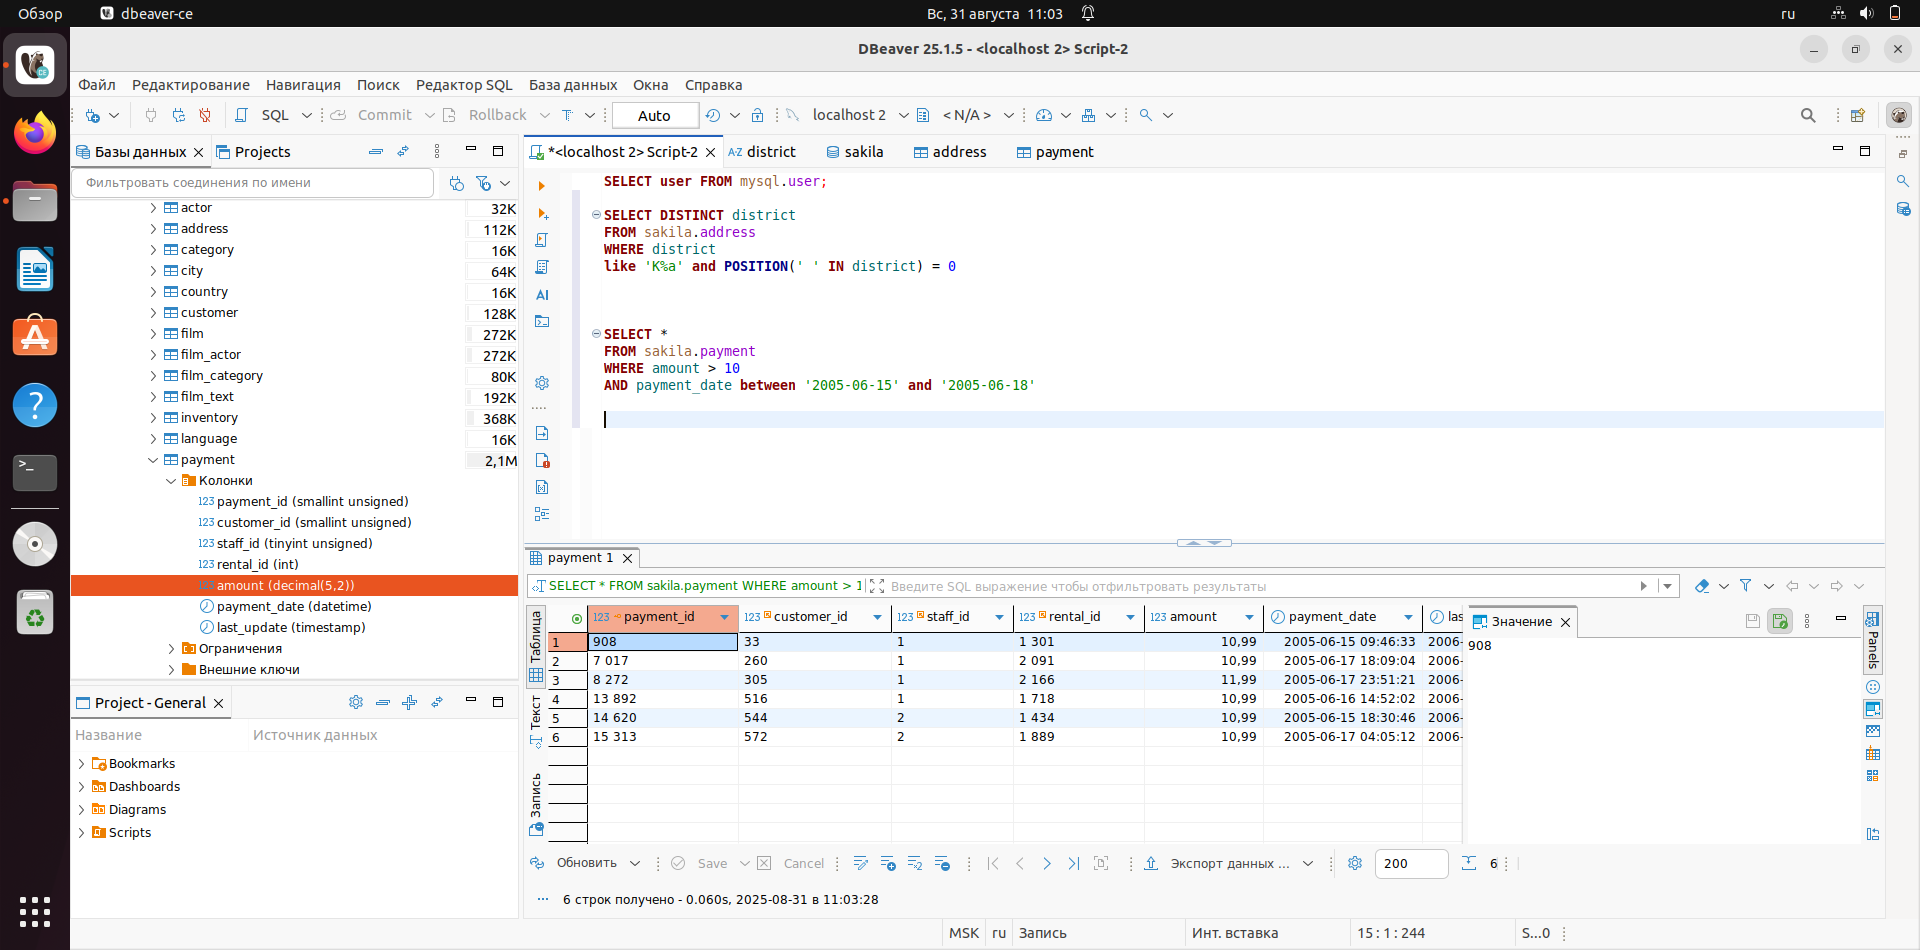 Обзор
dbeaver-ce
Вс, 31 августа 11:03
ru
DBeaver 25.1.5 - <localhost 2> Script-2
Файл Редактирование Навигация Поиск Редактор SQL База данных Окна Справка
SQL Commit Rollback Auto localhost 2 < N/A >
Базы данных
Projects
Фильтровать соединения по имени
actor 32K
address 112K
category 16K
city 64K
country 16K
customer 128K
film 272K
film_actor 272K
film_category 80K
film_text 192K
inventory 368K
language 16K
payment 2,1M
Колонки
123 payment_id (smallint unsigned)
123 customer_id (smallint unsigned)
123 staff_id (tinyint unsigned)
123 rental_id (int)
123 amount (decimal(5,2))
payment_date (datetime)
last_update (timestamp)
Ограничения
Внешние ключи
Project - General
Название Источник данных
Bookmarks
Dashboards
Diagrams
Scripts
*<localhost 2> Script-2
A-Z district
sakila
address
payment
SELECT user FROM mysql.user;
SELECT DISTINCT district
FROM sakila.address
WHERE district
like 'K%a' and POSITION(' ' IN district) = 0
SELECT *
FROM sakila.payment
WHERE amount > 10
AND payment_date between '2005-06-15' and '2005-06-18'
AI
payment 1
SELECT * FROM sakila.payment WHERE amount > 1
Введите SQL выражение чтобы отфильтровать результаты
Таблица
Текст
Запись
123 payment_id 123 customer_id 123 staff_id 123 rental_id 123 amount payment_date las
1 908 33 1 1 301 10,99 2005-06-15 09:46:33 2006-
2 7 017 260 1 2 091 10,99 2005-06-17 18:09:04 2006-
3 8 272 305 1 2 166 11,99 2005-06-17 23:51:21 2006-
4 13 892 516 1 1 718 10,99 2005-06-16 14:52:02 2006-
5 14 620 544 2 1 434 10,99 2005-06-15 18:30:46 2006-
6 15 313 572 2 1 889 10,99 2005-06-17 04:05:12 2006-
Значение
908
Panels
Обновить Save Cancel Экспорт данных ... 200 6
6 строк получено - 0.060s, 2025-08-31 в 11:03:28
MSK ru Запись Инт. вставка 15 : 1 : 244 S...0